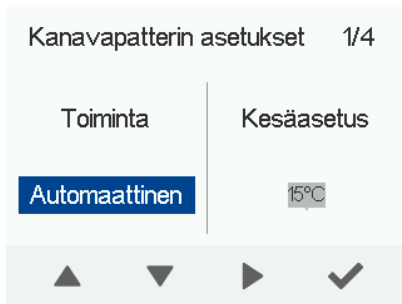 Kanavapatterin asetukset 1/4
Toiminta Kesäasetus
Automaattinen 15°C